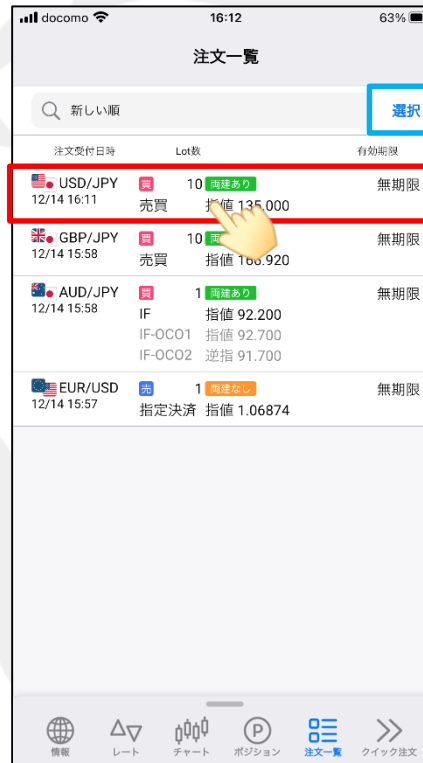 docomo 16:12 63%
注文一覧
新しい順 選択
注文受付日時 Lot数 有効期限
USD/JPY 買 10 両建あり 無期限
12/14 16:11 売買 指値 135.000
GBP/JPY 買 10 無期限
12/14 15:58 売買 指値 166.920
AUD/JPY 買 1 両建あり 無期限
12/14 15:58 IF 指値 92.200
IF-OCO1 指値 92.700
IF-OCO2 逆指 91.700
EUR/USD 売 1 両建なし 無期限
12/14 15:57 指定決済 指値 1.06874
P
情報 レート チャート ポジション 注文一覧 クイック注文